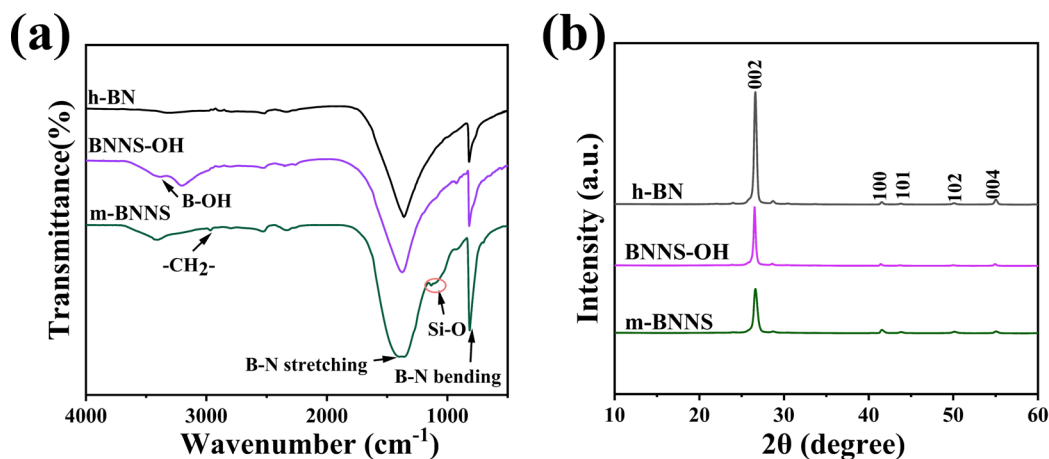 (a)
Transmittance(%)
h-BN
BNNS-OH
B-OH
m-BNNS
-CH2-
Si-O
B-N stretching
B-N bending
4000 3000 2000 1000
Wavenumber (cm-1)
(b)
Intensity (a.u.)
002
100 101 102 004
h-BN
BNNS-OH
m-BNNS
10 20 30 40 50 60
2θ (degree)